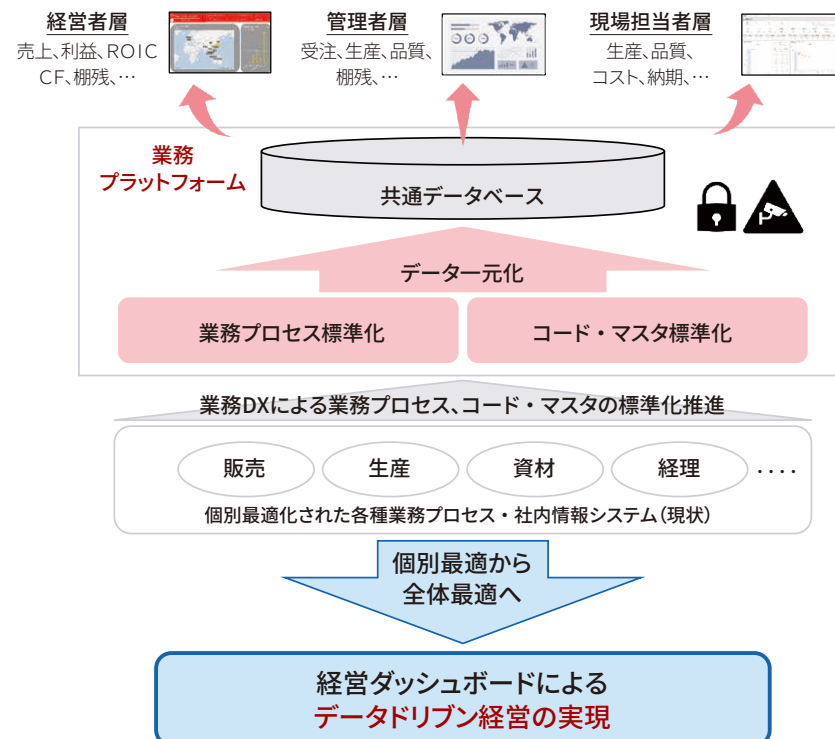 経営者層
売上、利益、ROIC
CF、棚残、…
管理者層
受注、生産、品質、
棚残、…
現場担当者層
生産、品質、
コスト、納期、…
業務
プラットフォーム
共通データベース
データ一元化
業務プロセス標準化
コード・マスタ標準化
業務DXによる業務プロセス、コード・マスタの標準化推進
販売
生産
資材
経理
‥‥
個別最適化された各種業務プロセス・社内情報システム（現状）
個別最適から
全体最適へ
経営ダッシュボードによる
データドリブン経営の実現